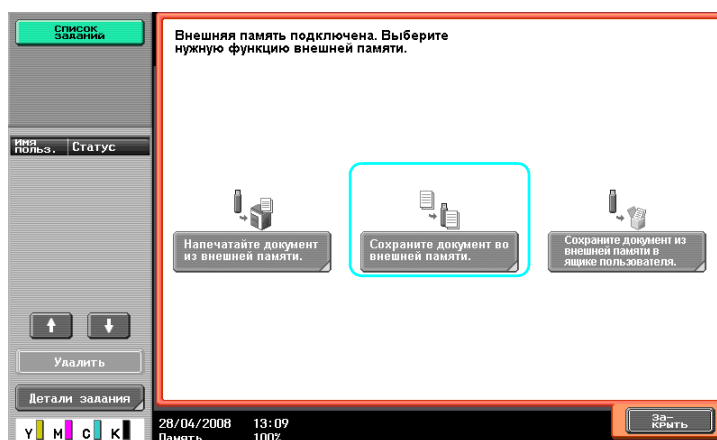 Список
заданий
Внешняя память подключена. Выберите
нужную функцию внешней памяти.
Имя
польз.
Статус
Напечатайте документ
из внешней памяти.
Сохраните документ во
внешней памяти.
Сохраните документ из
внешней памяти в
ящике пользователя.
Удалить
Детали задания
Y M C K
28/04/2008 13:09
Память 100%
За-
крыть